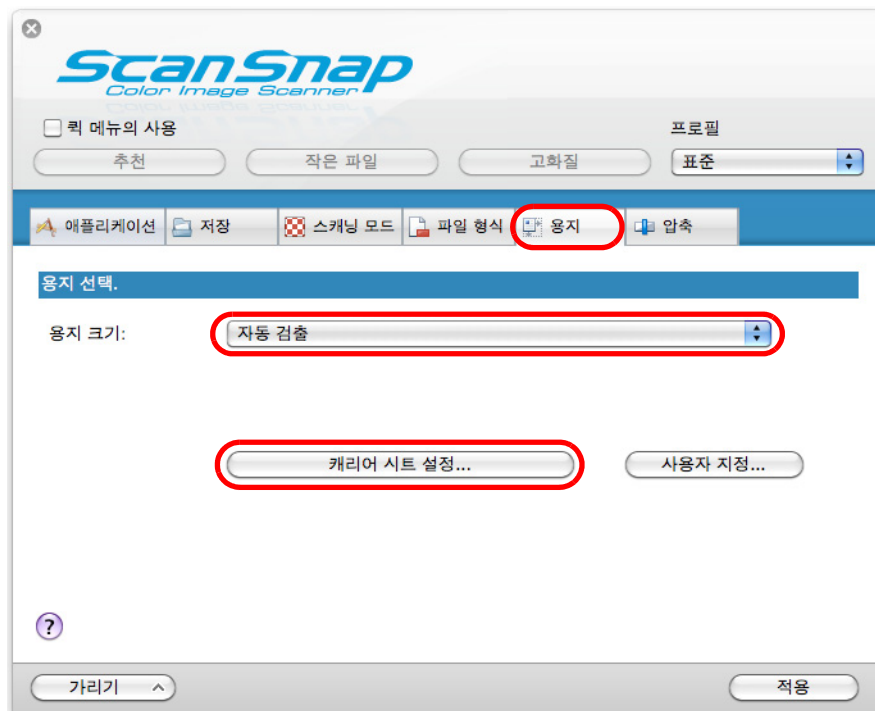 ScanSnap
Color Image Scanner
퀵 메뉴의 사용
프로필
추천 작은 파일 고화질 표준
애플리케이션 저장 스캐닝 모드 파일 형식 용지 압축
용지 선택.
용지 크기: 자동 검출
캐리어 시트 설정... 사용자 지정...
?
가리기 적용